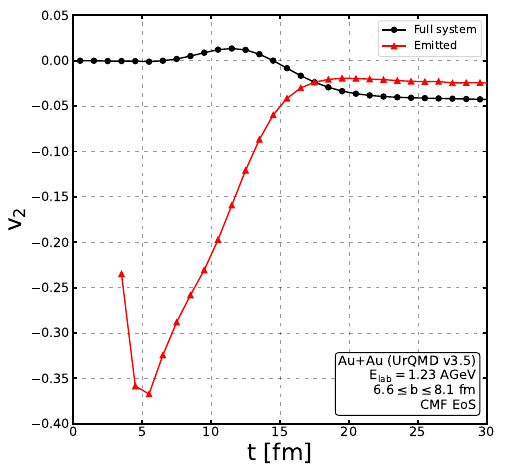 0.05
0.00
−0.05
−0.10
−0.15
−0.20
−0.25
−0.30
−0.35
−0.40
v2
Full system
Emitted
Au+Au (UrQMD v3.5)
Elab = 1.23 AGeV
6.6 ≤ b ≤ 8.1 fm
CMF EoS
0 5 10 15 20 25 30
t [fm]